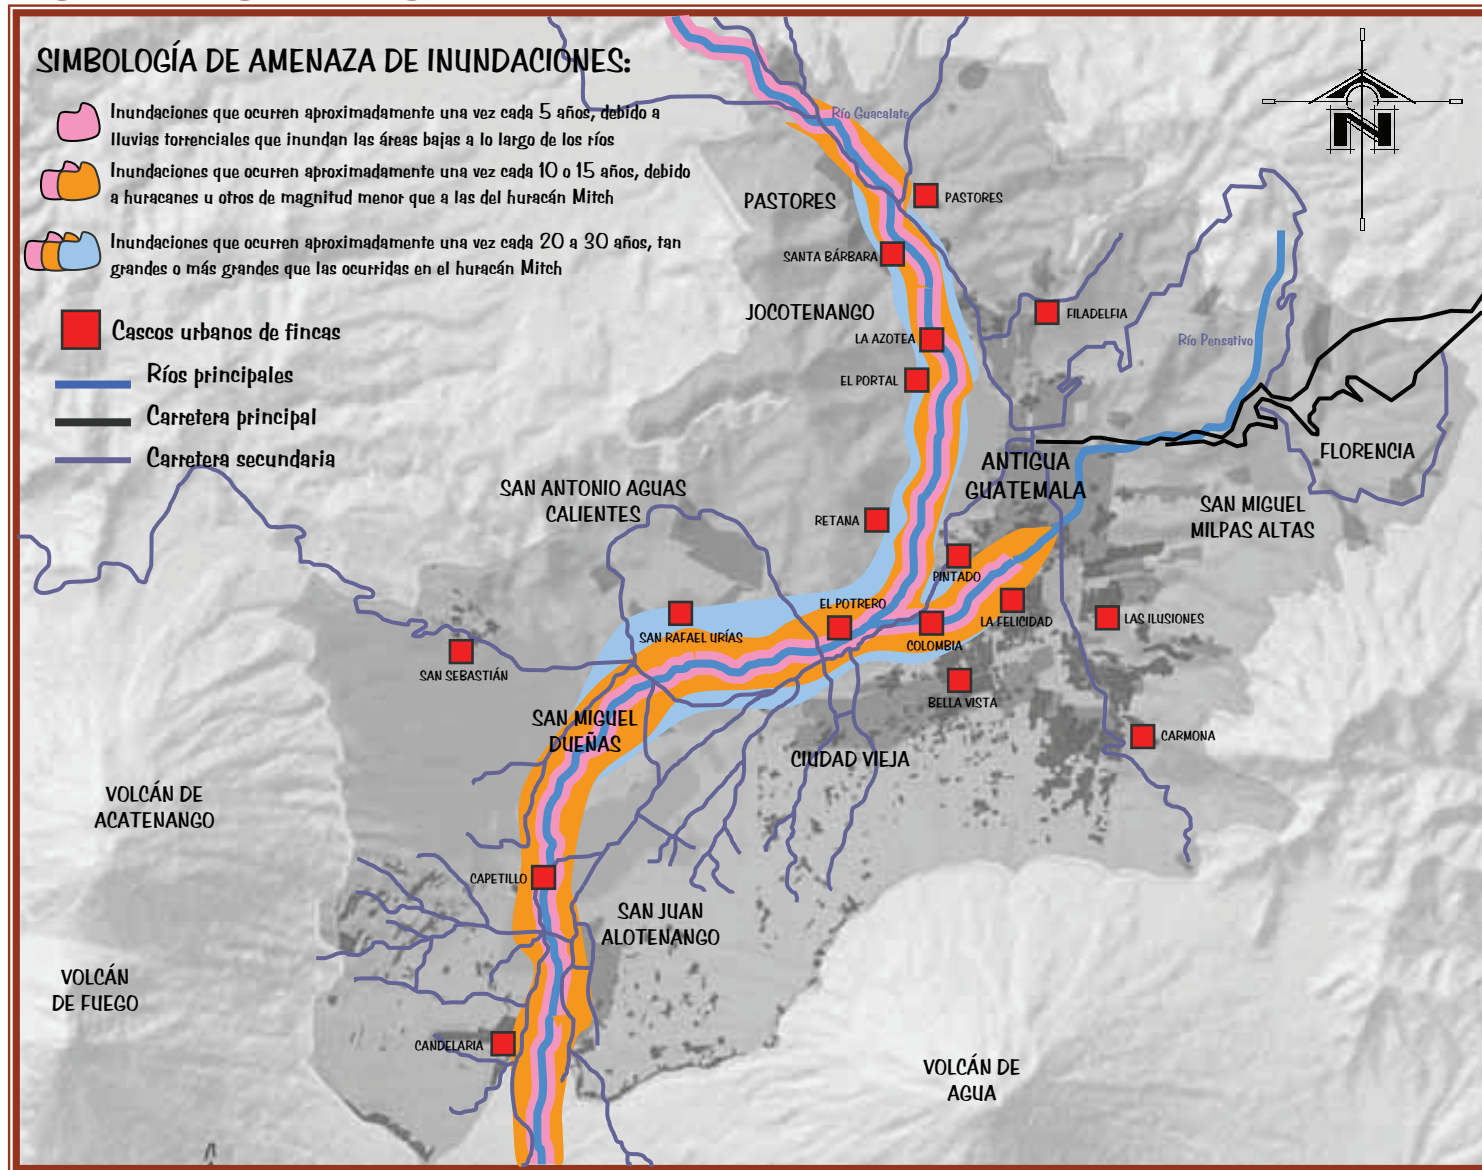 SIMBOLOGÍA DE AMENAZA DE INUNDACIONES:
Inundaciones que ocurren aproximadamente una vez cada 5 años, debido a
lluvias torrenciales que inundan las áreas bajas a lo largo de los ríos
Inundaciones que ocurren aproximadamente una vez cada 10 o 15 años, debido
a huracanes u otros de magnitud menor que a las del huracán Mitch
Inundaciones que ocurren aproximadamente una vez cada 20 a 30 años, tan
grandes o más grandes que las ocurridas en el huracán Mitch
Cascos urbanos de fincas
Ríos principales
Carretera principal
Carretera secundaria
N
Río Guacalate
PASTORES
PASTORES
SANTA BÁRBARA
JOCOTENANGO
FILADELFIA
LA AZOTEA
Río Pensativo
EL PORTAL
ANTIGUA
GUATEMALA
FLORENCIA
SAN ANTONIO AGUAS
CALIENTES
SAN MIGUEL
MILPAS ALTAS
RETANA
PINTADO
EL POTRERO
LA FELICIDAD
LAS ILUSIONES
SAN RAFAEL URÍAS
COLOMBIA
SAN SEBASTIÁN
BELLA VISTA
SAN MIGUEL
DUEÑAS
CARMONA
CIUDAD VIEJA
VOLCÁN DE
ACATENANGO
CAPETILLO
SAN JUAN
ALOTENANGO
VOLCÁN
DE FUEGO
CANDELARIA
VOLCÁN DE
AGUA